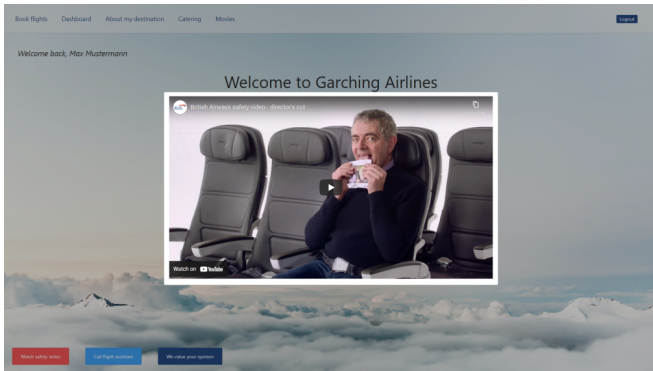 Book flights Dashboard About my destination Catering Movies Logout
Welcome back, Max Mustermann
Welcome to Garching Airlines
British Airways safety video - director's cut
Watch on YouTube
Watch safety video Call flight assistant We value your opinion